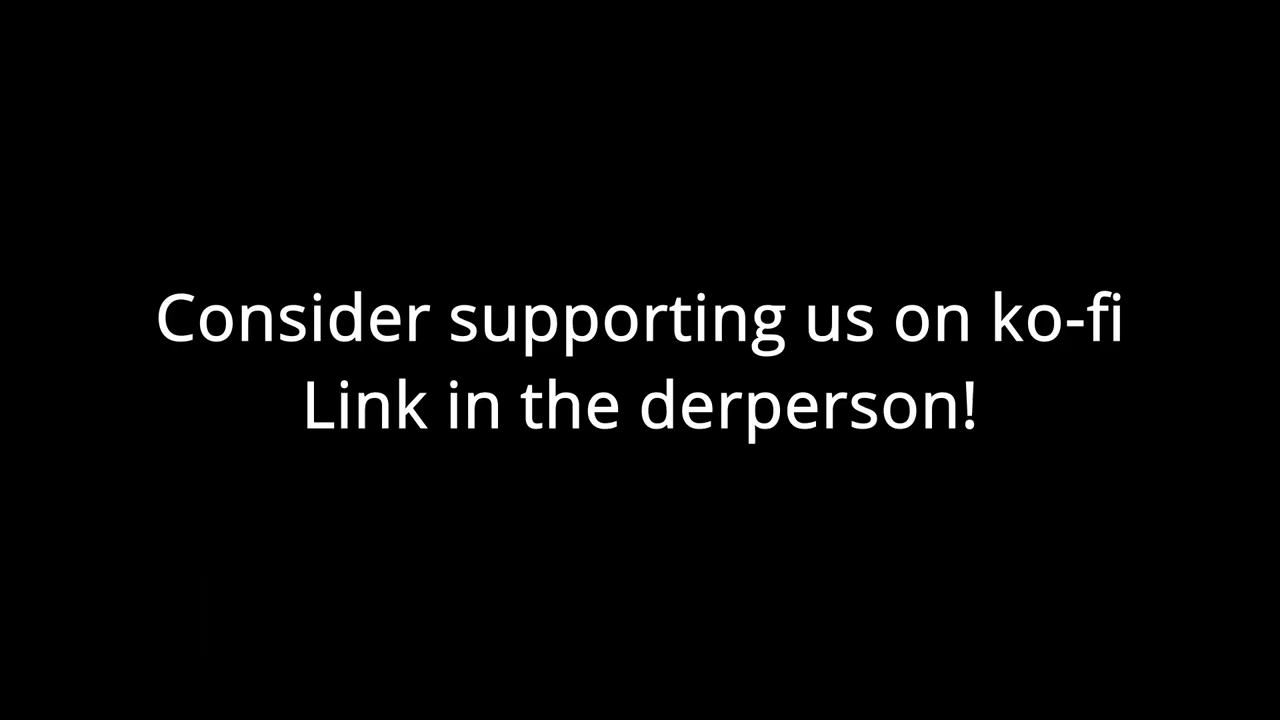 Consider supporting us on ko-fi
Link in the derperson!